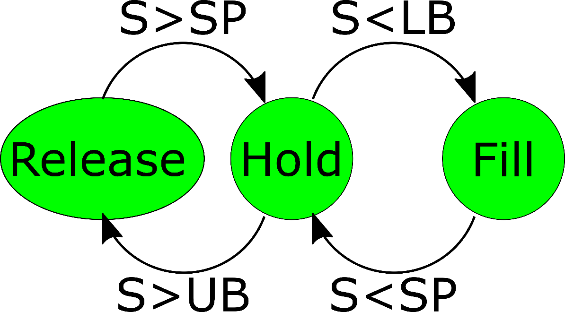 S>SP
S<LB
Release
Hold
Fill
S>UB
S<SP